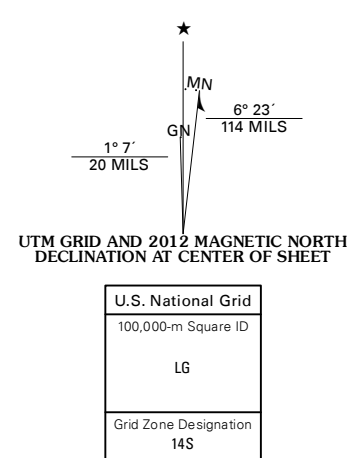 ★
MN
GN
6° 23´
114 MILS
1° 7´
20 MILS
UTM GRID AND 2012 MAGNETIC NORTH
DECLINATION AT CENTER OF SHEET
U.S. National Grid
100,000-m Square ID
LG
Grid Zone Designation
14S